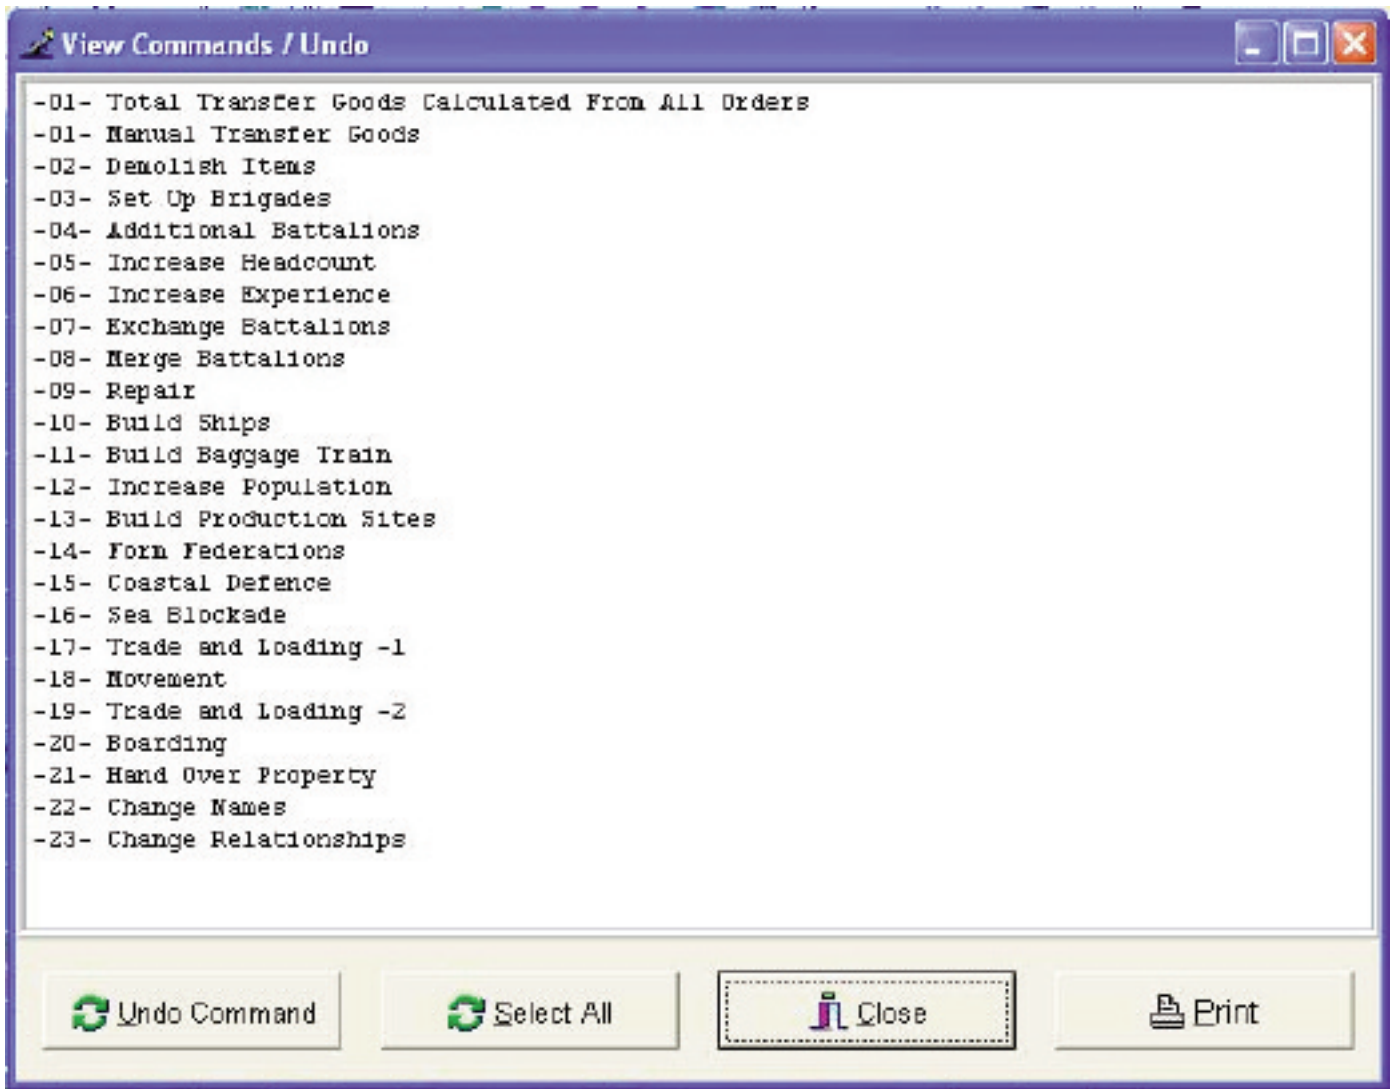 View Commands / Undo
-01- Total Transfer Goods Calculated From All Orders
-01- Manual Transfer Goods
-02- Demolish Items
-03- Set Up Brigades
-04- Additional Battalions
-05- Increase Headcount
-06- Increase Experience
-07- Exchange Battalions
-08- Merge Battalions
-09- Repair
-10- Build Ships
-11- Build Baggage Train
-12- Increase Population
-13- Build Production Sites
-14- Form Federations
-15- Coastal Defence
-16- Sea Blockade
-17- Trade and Loading -1
-18- Movement
-19- Trade and Loading -2
-20- Boarding
-21- Hand Over Property
-22- Change Names
-23- Change Relationships
Undo Command Select All Close Print